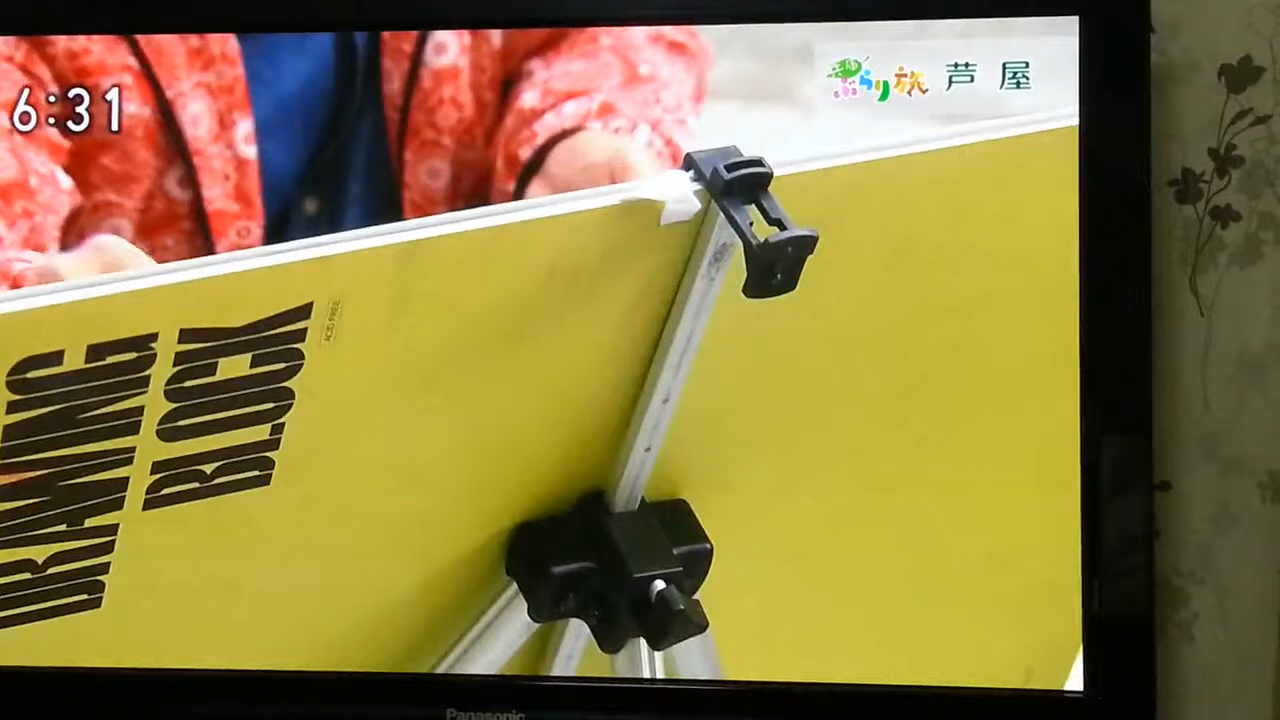 6:31
ぶらり旅 芦屋
DRAWING
BLOCK
ACID FREE
Panasonic